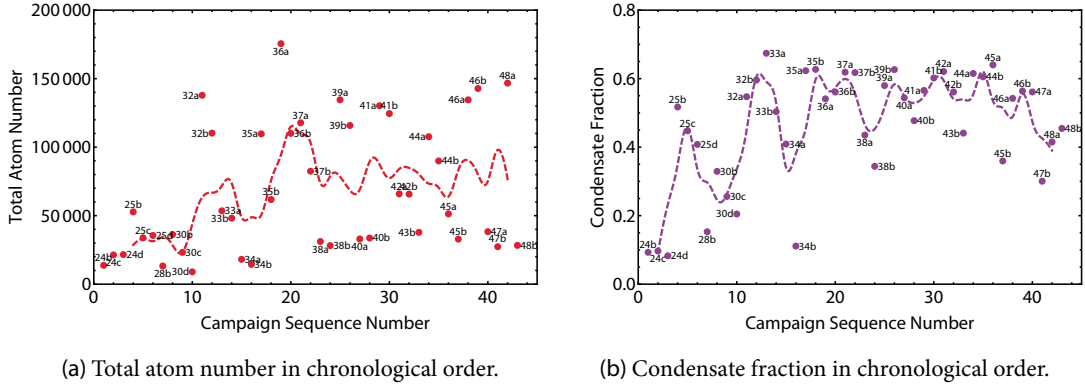 (a)
(b)
200 000
150 000
100 000
50 000
0
Total Atom Number
0 10 20 30 40
Campaign Sequence Number
24b 24c 24d 25b 25c 25d 28b 30b 30c 30d 32a 32b 33a 33b 34a 34b 35a 35b 36a 36b 37a 37b 38a 38b 39a 39b 40a 40b 41a 41b 42b 43b 44a 44b 45a 45b 46a 46b 47a 47b 48a 48b
0.8
0.6
0.4
0.2
0.0
Condensate Fraction
0 10 20 30 40
Campaign Sequence Number
24b 24c 24d 25b 25c 25d 28b 30b 30c 30d 32a 32b 33a 33b 34a 34b 35a 35b 36a 36b 37a 37b 38a 38b 39a 39b 40a 40b 41b 42a 42b 43b 44a 44b 45a 45b 46a 46b 47a 47b 48a 48b
(a) Total atom number in chronological order.
(b) Condensate fraction in chronological order.